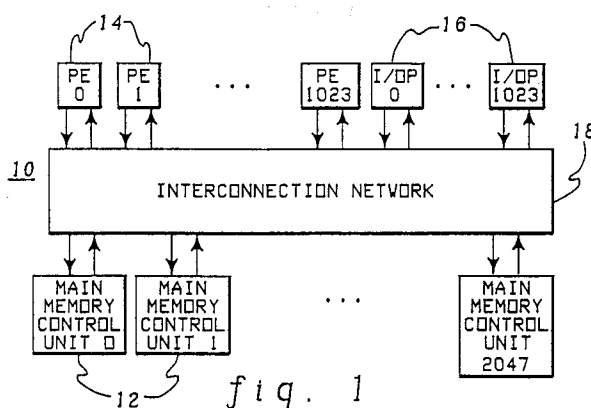 14
16
PE
0
PE
1
...
PE
1023
I/OP
0
...
I/OP
1023
18
10
INTERCONNECTION NETWORK
MAIN
MEMORY
CONTROL
UNIT 0
MAIN
MEMORY
CONTROL
UNIT 1
...
MAIN
MEMORY
CONTROL
UNIT
2047
12
fig. 1